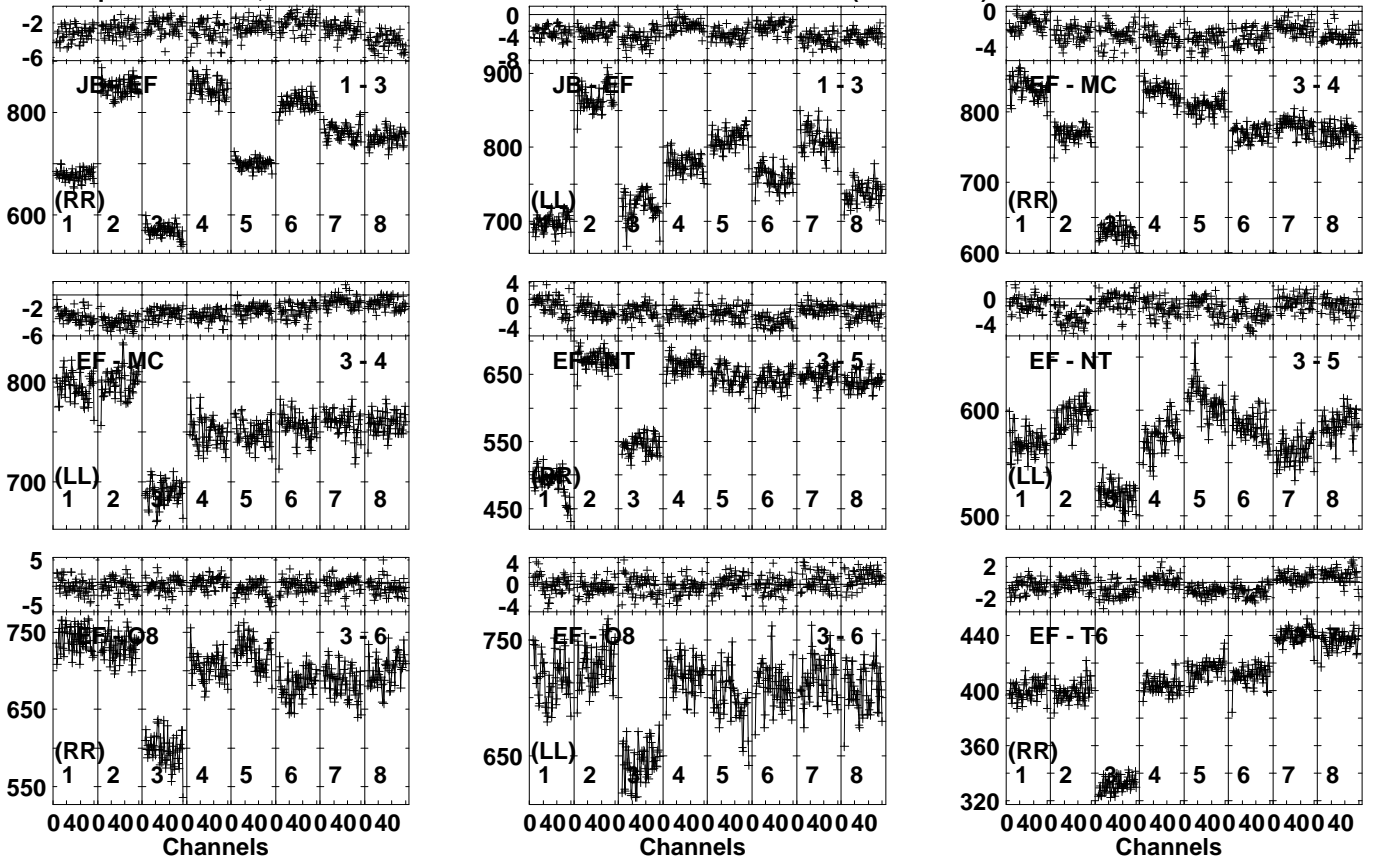 -2
-6
JB - EF 1 - 3
800
(RR)
600
1 2 3 4 5 6 7 8
0
-4
-8
900
JB - EF 1 - 3
800
(LL)
700
2 3 4 5 6 7 8
0
-4
EF - MC 3 - 4
800
700
(RR)
1 2 3 4 5 6 7 8
600
-2
-6
EF - MC 3 - 4
800
(LL)
700
1 2 3 4 5 6 7 8
4
0
-4
650
EF - NT 3 - 5
550
(RR)
1 2 3 4 5 6 7 8
450
0
-4
EF - NT 3 - 5
600
(LL)
1 2 3 4 5 6 7 8
500
5
-5
750
EF - O8 3 - 6
650
(RR)
1 2 3 4 5 6 7 8
550
0 40 0 40 0 40 0 40 0 40 0 40 0 40 0 40
Channels
4
0
-4
750
EF - O8 3 - 6
(LL)
650
1 2 3 4 5 6 7 8
0 40 0 40 0 40 0 40 0 40 0 40 0 40 0 40
Channels
2
-2
440
EF - T6
400
360
(RR)
1 2 3 4 5 6 7 8
320
0 40 0 40 0 40 0 40 0 40 0 40 0 40 0 40
Channels